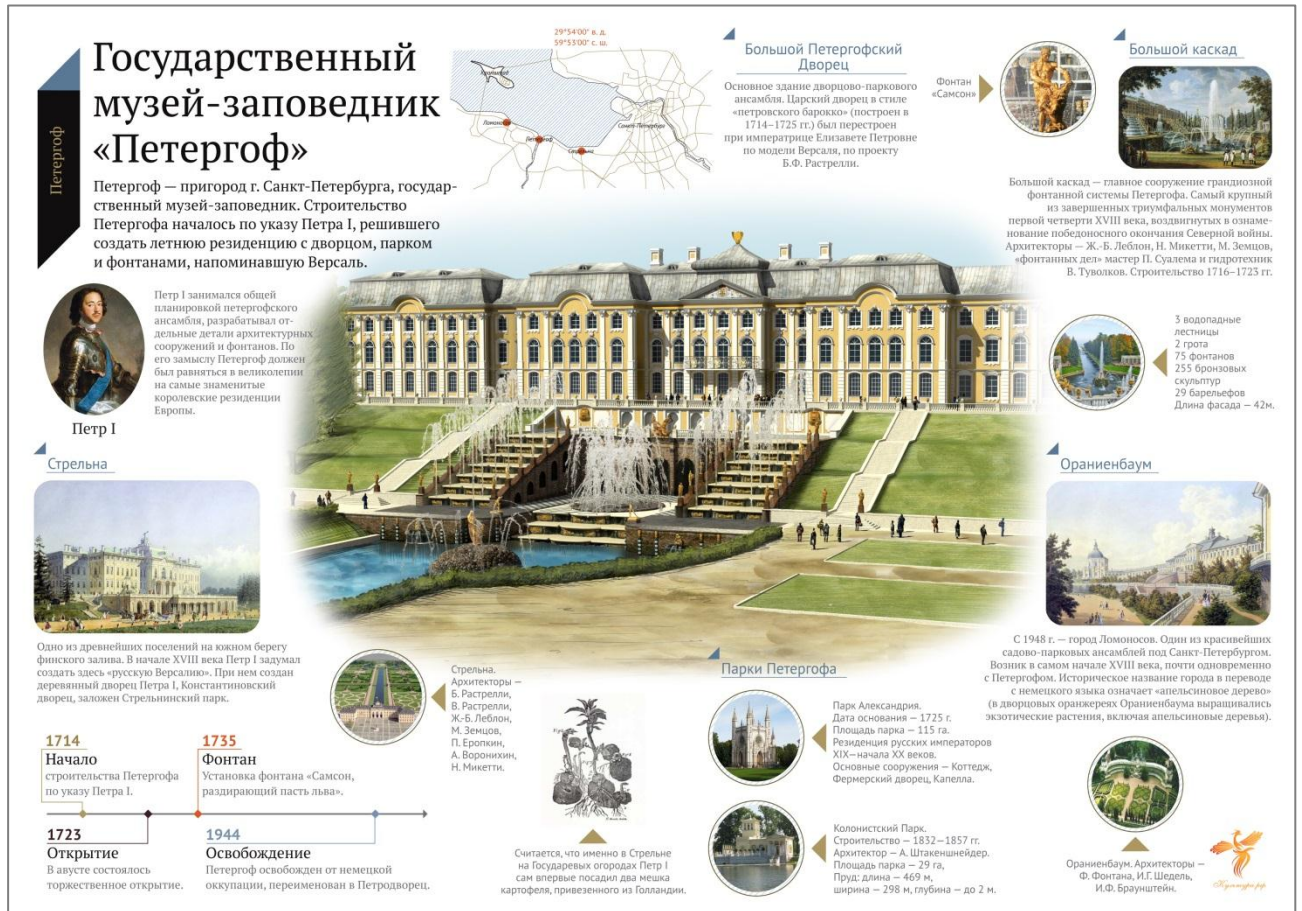 Петергоф
Государственный
музей-заповедник
«Петергоф»
Петергоф — пригород г. Санкт-Петербурга, государ-
ственный музей-заповедник. Строительство
Петергофа началось по указу Петра I, решившего
создать летнюю резиденцию с дворцом, парком
и фонтанами, напоминавшую Версаль.
29°54'00" в. д.
59°53'00" с. ш.
Кронштадт
Ломоносов
Петергоф
Стрельна
Санкт-Петербург
Большой Петергофский
Дворец
Основное здание дворцово-паркового
ансамбля. Царский дворец в стиле
«петровского барокко» (построен в
1714–1725 гг.) был перестроен
при императрице Елизавете Петровне
по модели Версаля, по проекту
Б.Ф. Растрелли.
Фонтан
«Самсон»
Большой каскад
Большой каскад — главное сооружение грандиозной
фонтанной системы Петергофа. Самый крупный
из завершенных триумфальных монументов
первой четверти XVIII века, воздвигнутых в ознаме-
нование победоносного окончания Северной войны.
Архитекторы — Ж.-Б. Леблон, Н. Микетти, М. Земцов,
«фонтанных дел» мастер П. Суалема и гидротехник
В. Туволков. Строительство 1716–1723 гг.
Петр I занимался общей
планировкой петергофского
ансамбля, разрабатывал от-
дельные детали архитектурных
сооружений и фонтанов. По
его замыслу Петергоф должен
был равняться в великолепии
на самые знаменитые
королевские резиденции
Европы.
Петр I
3 водопадные
лестницы
2 грота
75 фонтанов
255 бронзовых
скульптур
29 барельефов
Длина фасада — 42м.
Стрельна
Одно из древнейших поселений на южном берегу
финского залива. В начале XVIII века Петр I задумал
создать здесь «русскую Версалию». При нем создан
деревянный дворец Петра I, Константиновский
дворец, заложен Стрельнинский парк.
Стрельна.
Архитекторы —
Б. Растрелли,
В. Растрелли,
Ж.-Б. Леблон,
М. Земцов,
П. Еропкин,
А. Воронихин,
Н. Микетти.
Ораниенбаум
С 1948 г. — город Ломоносов. Один из красивейших
садово-парковых ансамблей под Санкт-Петербургом.
Возник в самом начале XVIII века, почти одновременно
с Петергофом. Историческое название города в переводе
с немецкого языка означает «апельсиновое дерево»
(в дворцовых оранжереях Ораниенбаума выращивались
экзотические растения, включая апельсиновые деревья).
Парки Петергофа
Парк Александрия.
Дата основания — 1725 г.
Площадь парка — 115 га.
Резиденция русских императоров
XIX—начала XX веков.
Основные сооружения — Коттедж,
Фермерский дворец, Капелла.
Колонистский Парк.
Строительство — 1832—1857 гг.
Архитектор — А. Штакеншнейдер.
Площадь парка — 29 га,
Пруд: длина — 469 м,
ширина — 298 м, глубина — до 2 м.
1714
Начало
строительства Петергофа
по указу Петра I.
1735
Фонтан
Установка фонтана «Самсон,
раздирающий пасть льва».
1723
Открытие
В авусте состоялось
торжественное открытие.
1944
Освобождение
Петергоф освобожден от немецкой
оккупации, переименован в Петродворец.
Считается, что именно в Стрельне
на Государевых огородах Петр I
сам впервые посадил два мешка
картофеля, привезенного из Голландии.
Ораниенбаум. Архитекторы —
Ф. Фонтана, И.Г. Шедель,
И.Ф. Браунштейн.
Культура.рф